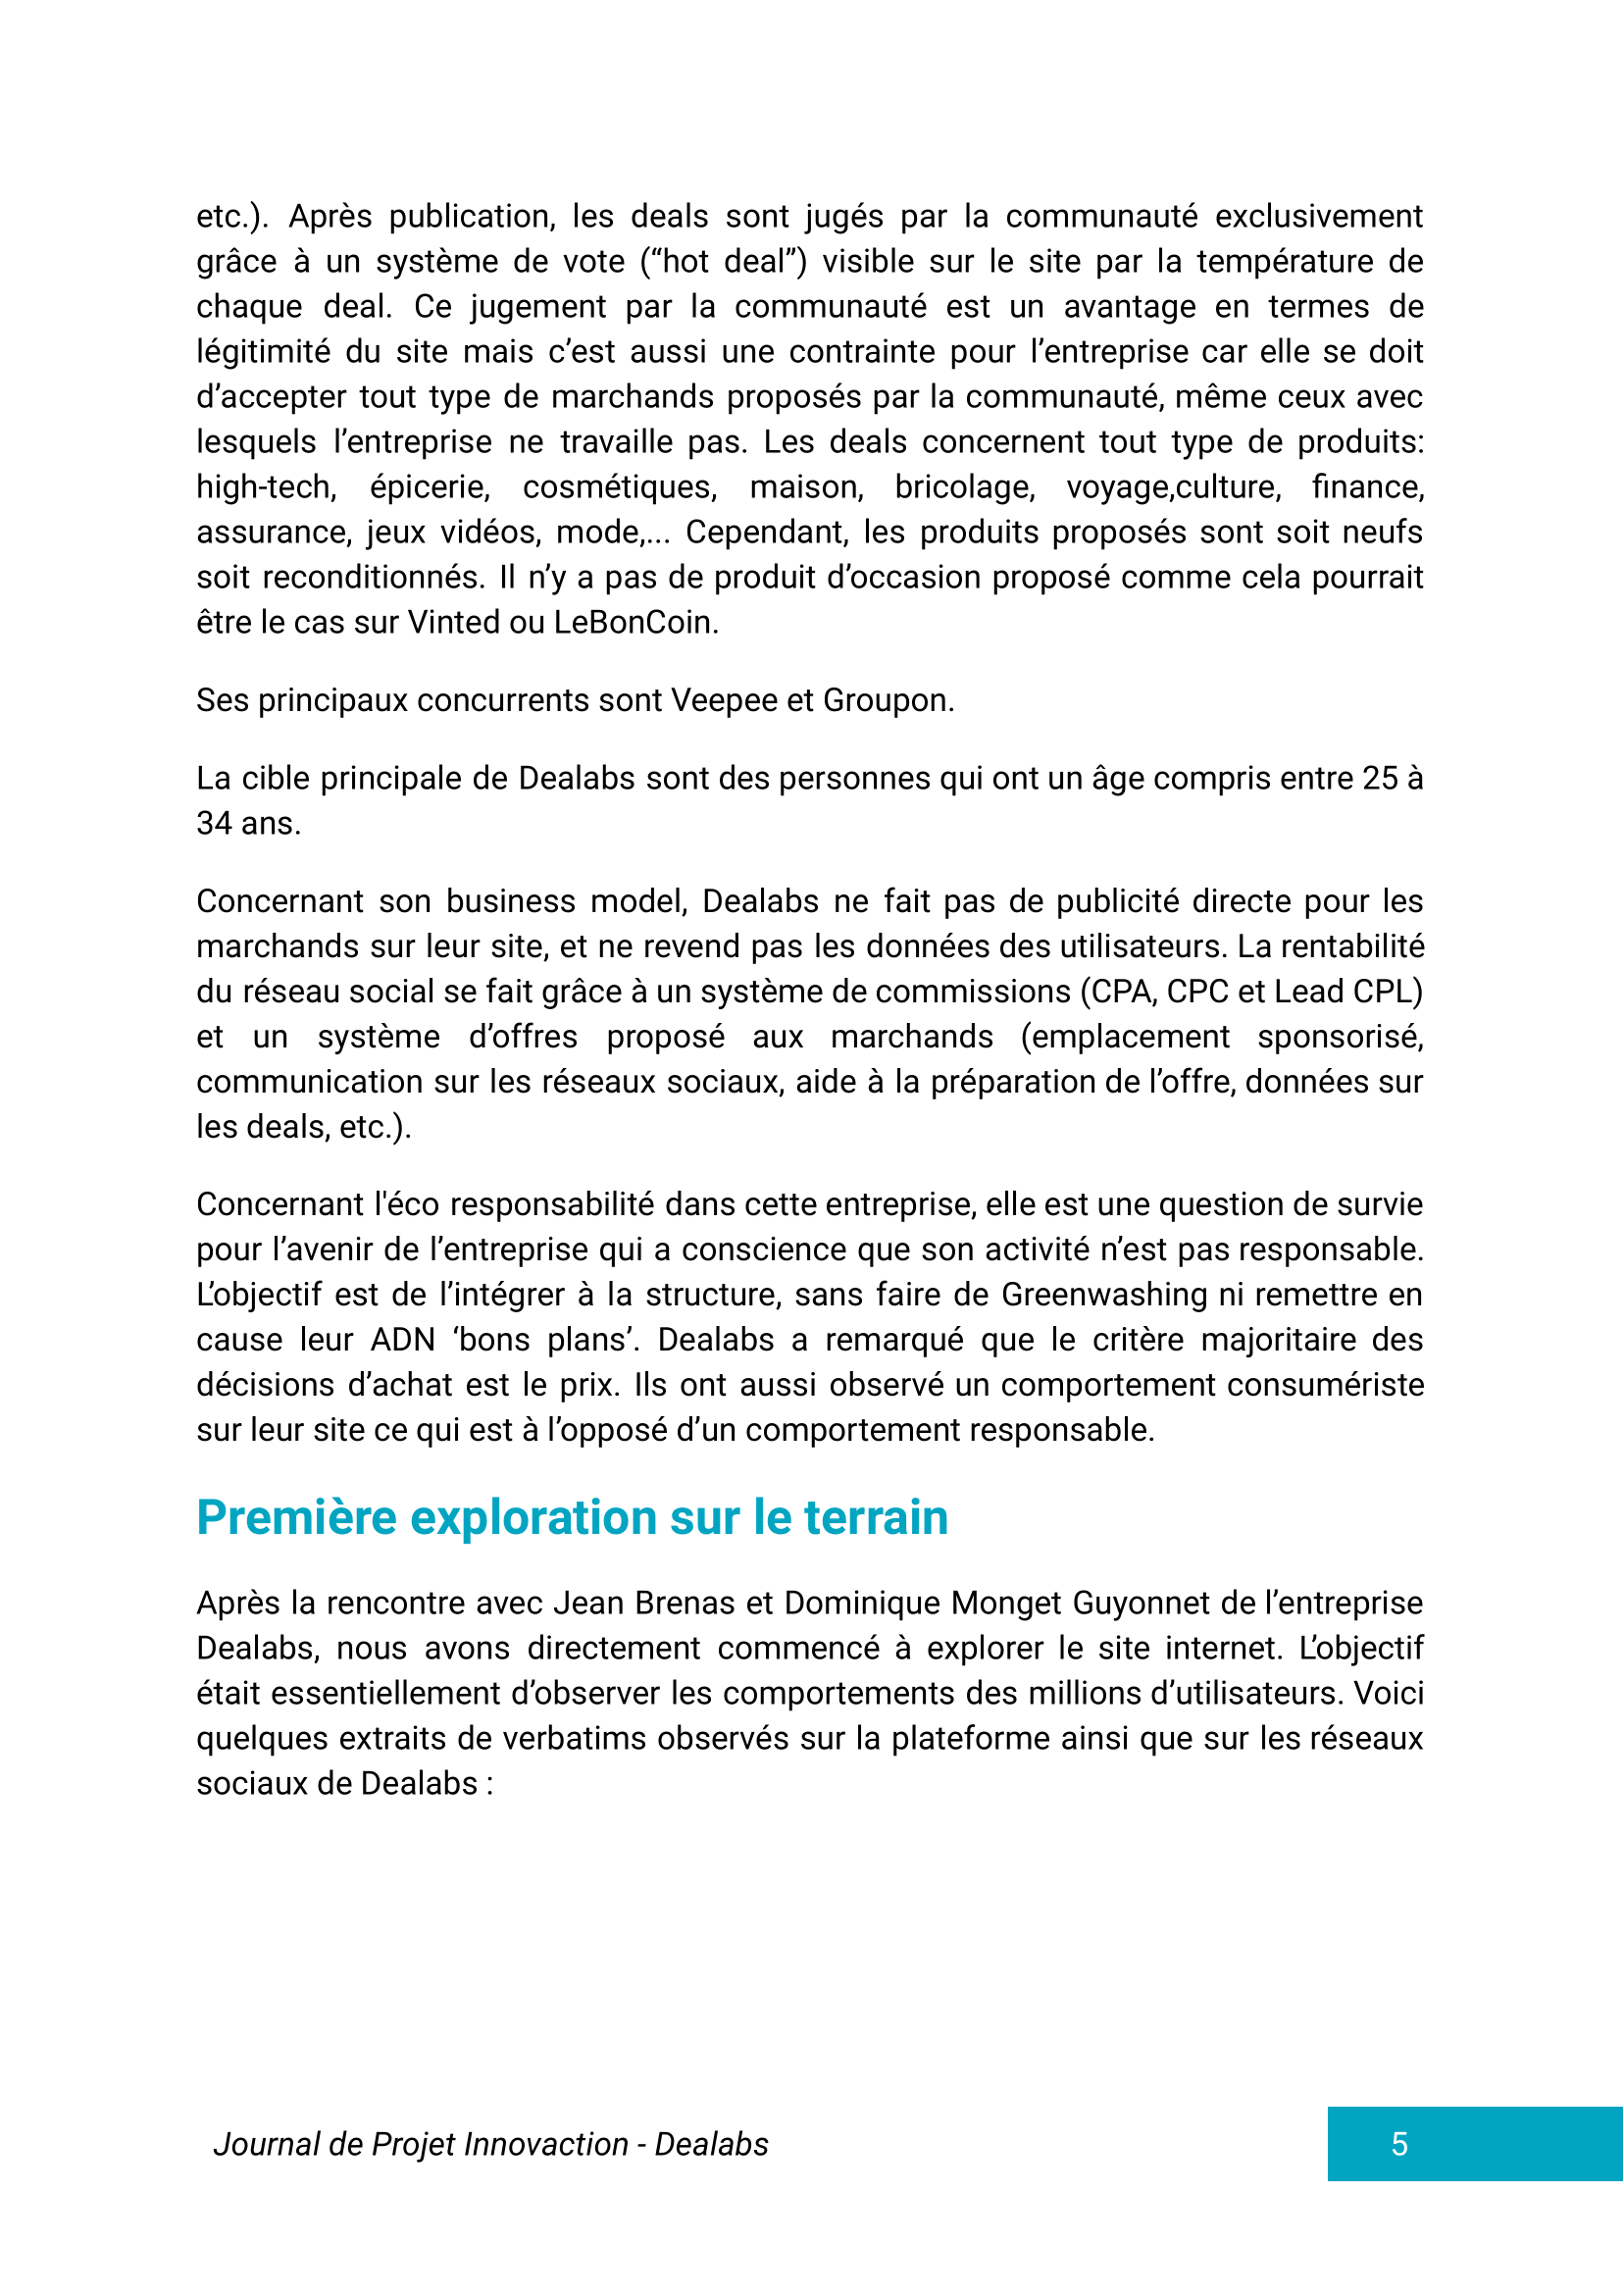 etc.). Après publication, les deals sont jugés par la communauté exclusivement
grâce à un système de vote (“hot deal”) visible sur le site par la température de
chaque deal. Ce jugement par la communauté est un avantage en termes de
légitimité du site mais c’est aussi une contrainte pour l’entreprise car elle se doit
d’accepter tout type de marchands proposés par la communauté, même ceux avec
lesquels l’entreprise ne travaille pas. Les deals concernent tout type de produits:
high-tech, épicerie, cosmétiques, maison, bricolage, voyage,culture, finance,
assurance, jeux vidéos, mode,... Cependant, les produits proposés sont soit neufs
soit reconditionnés. Il n’y a pas de produit d’occasion proposé comme cela pourrait
être le cas sur Vinted ou LeBonCoin.
Ses principaux concurrents sont Veepee et Groupon.
La cible principale de Dealabs sont des personnes qui ont un âge compris entre 25 à
34 ans.
Concernant son business model, Dealabs ne fait pas de publicité directe pour les
marchands sur leur site, et ne revend pas les données des utilisateurs. La rentabilité
du réseau social se fait grâce à un système de commissions (CPA, CPC et Lead CPL)
et un système d’offres proposé aux marchands (emplacement sponsorisé,
communication sur les réseaux sociaux, aide à la préparation de l’offre, données sur
les deals, etc.).
Concernant l'éco responsabilité dans cette entreprise, elle est une question de survie
pour l’avenir de l’entreprise qui a conscience que son activité n’est pas responsable.
L’objectif est de l’intégrer à la structure, sans faire de Greenwashing ni remettre en
cause leur ADN ‘bons plans’. Dealabs a remarqué que le critère majoritaire des
décisions d’achat est le prix. Ils ont aussi observé un comportement consumériste
sur leur site ce qui est à l’opposé d’un comportement responsable.
Première exploration sur le terrain
Après la rencontre avec Jean Brenas et Dominique Monget Guyonnet de l’entreprise
Dealabs, nous avons directement commencé à explorer le site internet. L’objectif
était essentiellement d’observer les comportements des millions d’utilisateurs. Voici
quelques extraits de verbatims observés sur la plateforme ainsi que sur les réseaux
sociaux de Dealabs :
Journal de Projet Innovaction - Dealabs
5